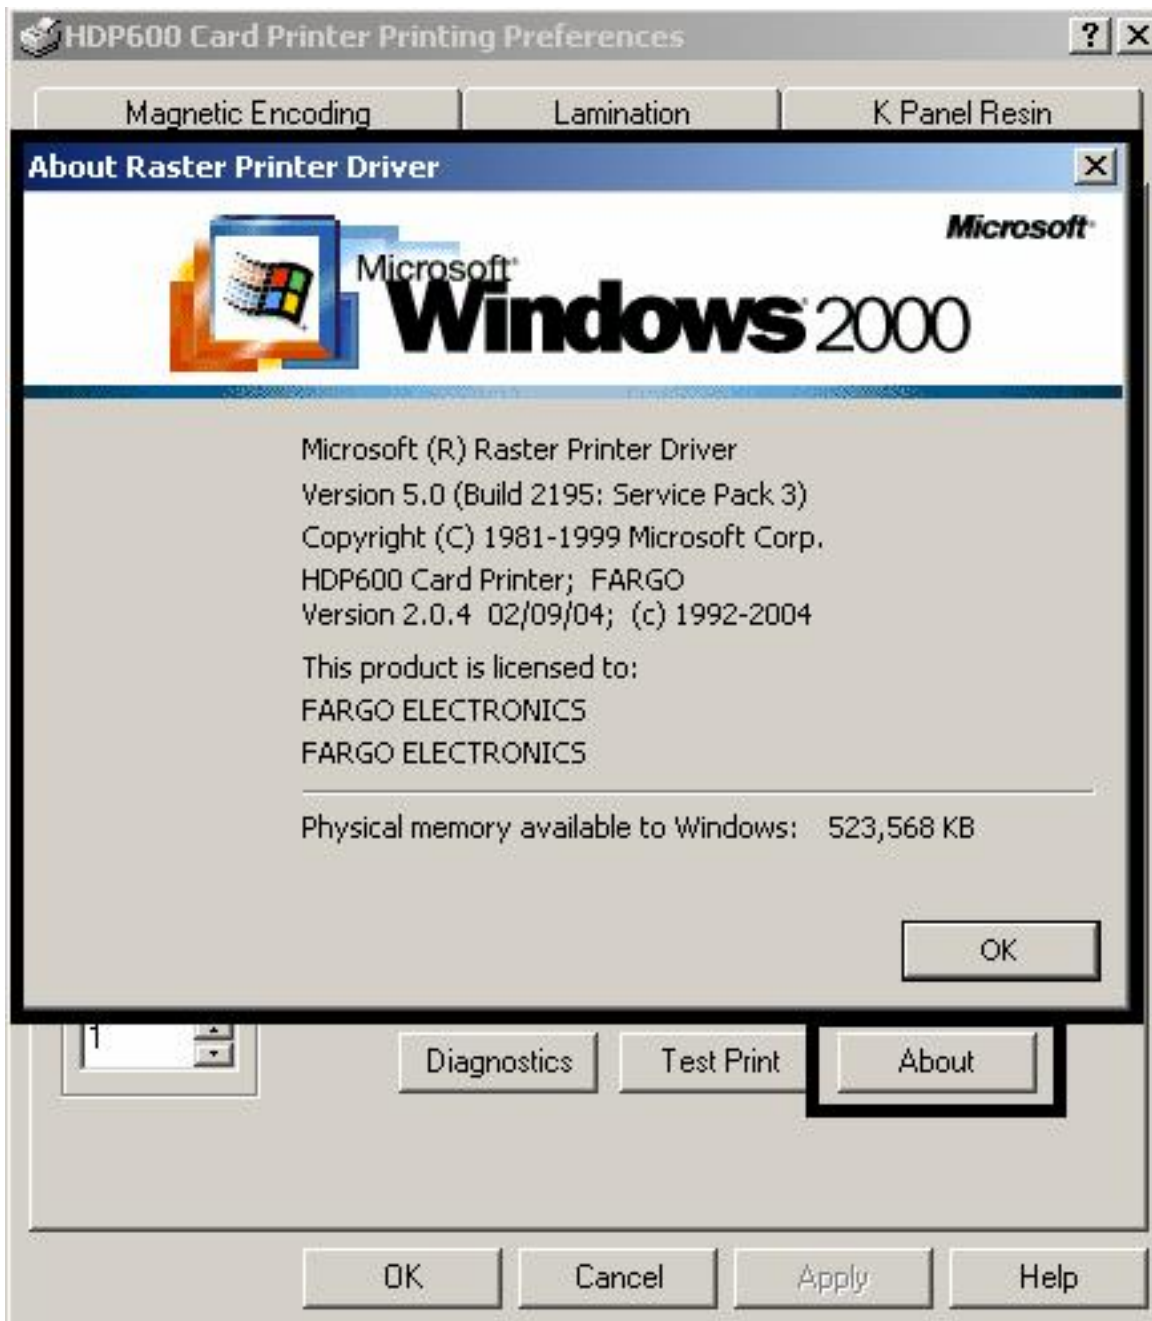 HDP600 Card Printer Printing Preferences
Magnetic Encoding
Lamination
K Panel Resin
About Raster Printer Driver
Microsoft
Microsoft
Windows 2000
Microsoft (R) Raster Printer Driver
Version 5.0 (Build 2195: Service Pack 3)
Copyright (C) 1981-1999 Microsoft Corp.
HDP600 Card Printer; FARGO
Version 2.0.4 02/09/04; (c) 1992-2004
This product is licensed to:
FARGO ELECTRONICS
FARGO ELECTRONICS
Physical memory available to Windows: 523,568 KB
OK
1
Diagnostics
Test Print
About
OK
Cancel
Apply
Help